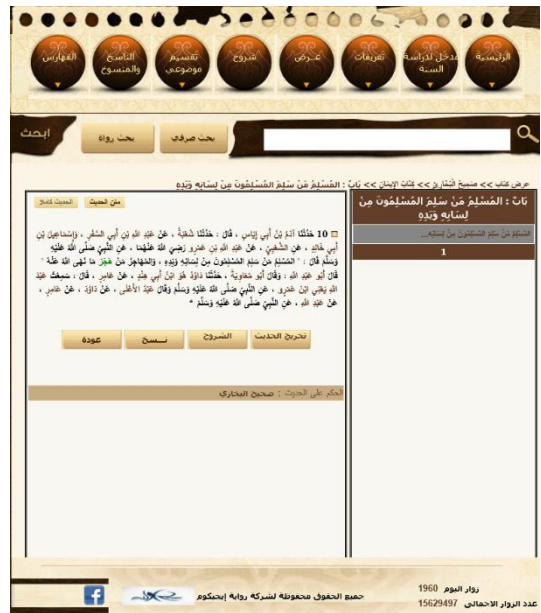 الرئيسية
مدخل لدراسة
السنة
تعريفات
عرض
شروح
تقسيم
موضوعي
الناسخ
والمنسوخ
الفهارس
بحث صرفي
بحث رواة
ابحث
عرض كتاب >> صحيح البخاري >> كتاب الإيمان >> باب : المسلم من سلم المسلمون من لسانه ويده
باب : المسلم من سلم المسلمون من
لسانه ويده
المسلم من سلم المسلمون من لسانه...
1
متن الحديث
الحديث كاملا
10 حدثنا آدم بن أبي إياس ، قال : حدثنا شعبة ، عن عبد الله بن أبي السفر ، وإسماعيل بن
أبي خالد ، عن الشعبي ، عن عبد الله بن عمرو رضي الله عنهما ، عن النبي صلى الله عليه
وسلم قال : " المسلم من سلم المسلمون من لسانه ويده ، والمهاجر من هجر ما نهى الله عنه "
قال أبو عبد الله : وقال أبو معاوية ، حدثنا داود هو ابن أبي هند ، عن عامر ، قال : سمعت عبد
الله يعني ابن عمرو ، عن النبي صلى الله عليه وسلم وقال عبد الأعلى ، عن داود ، عن عامر ،
عن عبد الله ، عن النبي صلى الله عليه وسلم *
تخريج الحديث
الشروح
نسخ
عودة
الحكم على الحديث : صحيح البخاري
زوار اليوم 1960
عدد الزوار الاجمالى 15629497
جميع الحقوق محفوظة لشركة رواية إيجيكوم